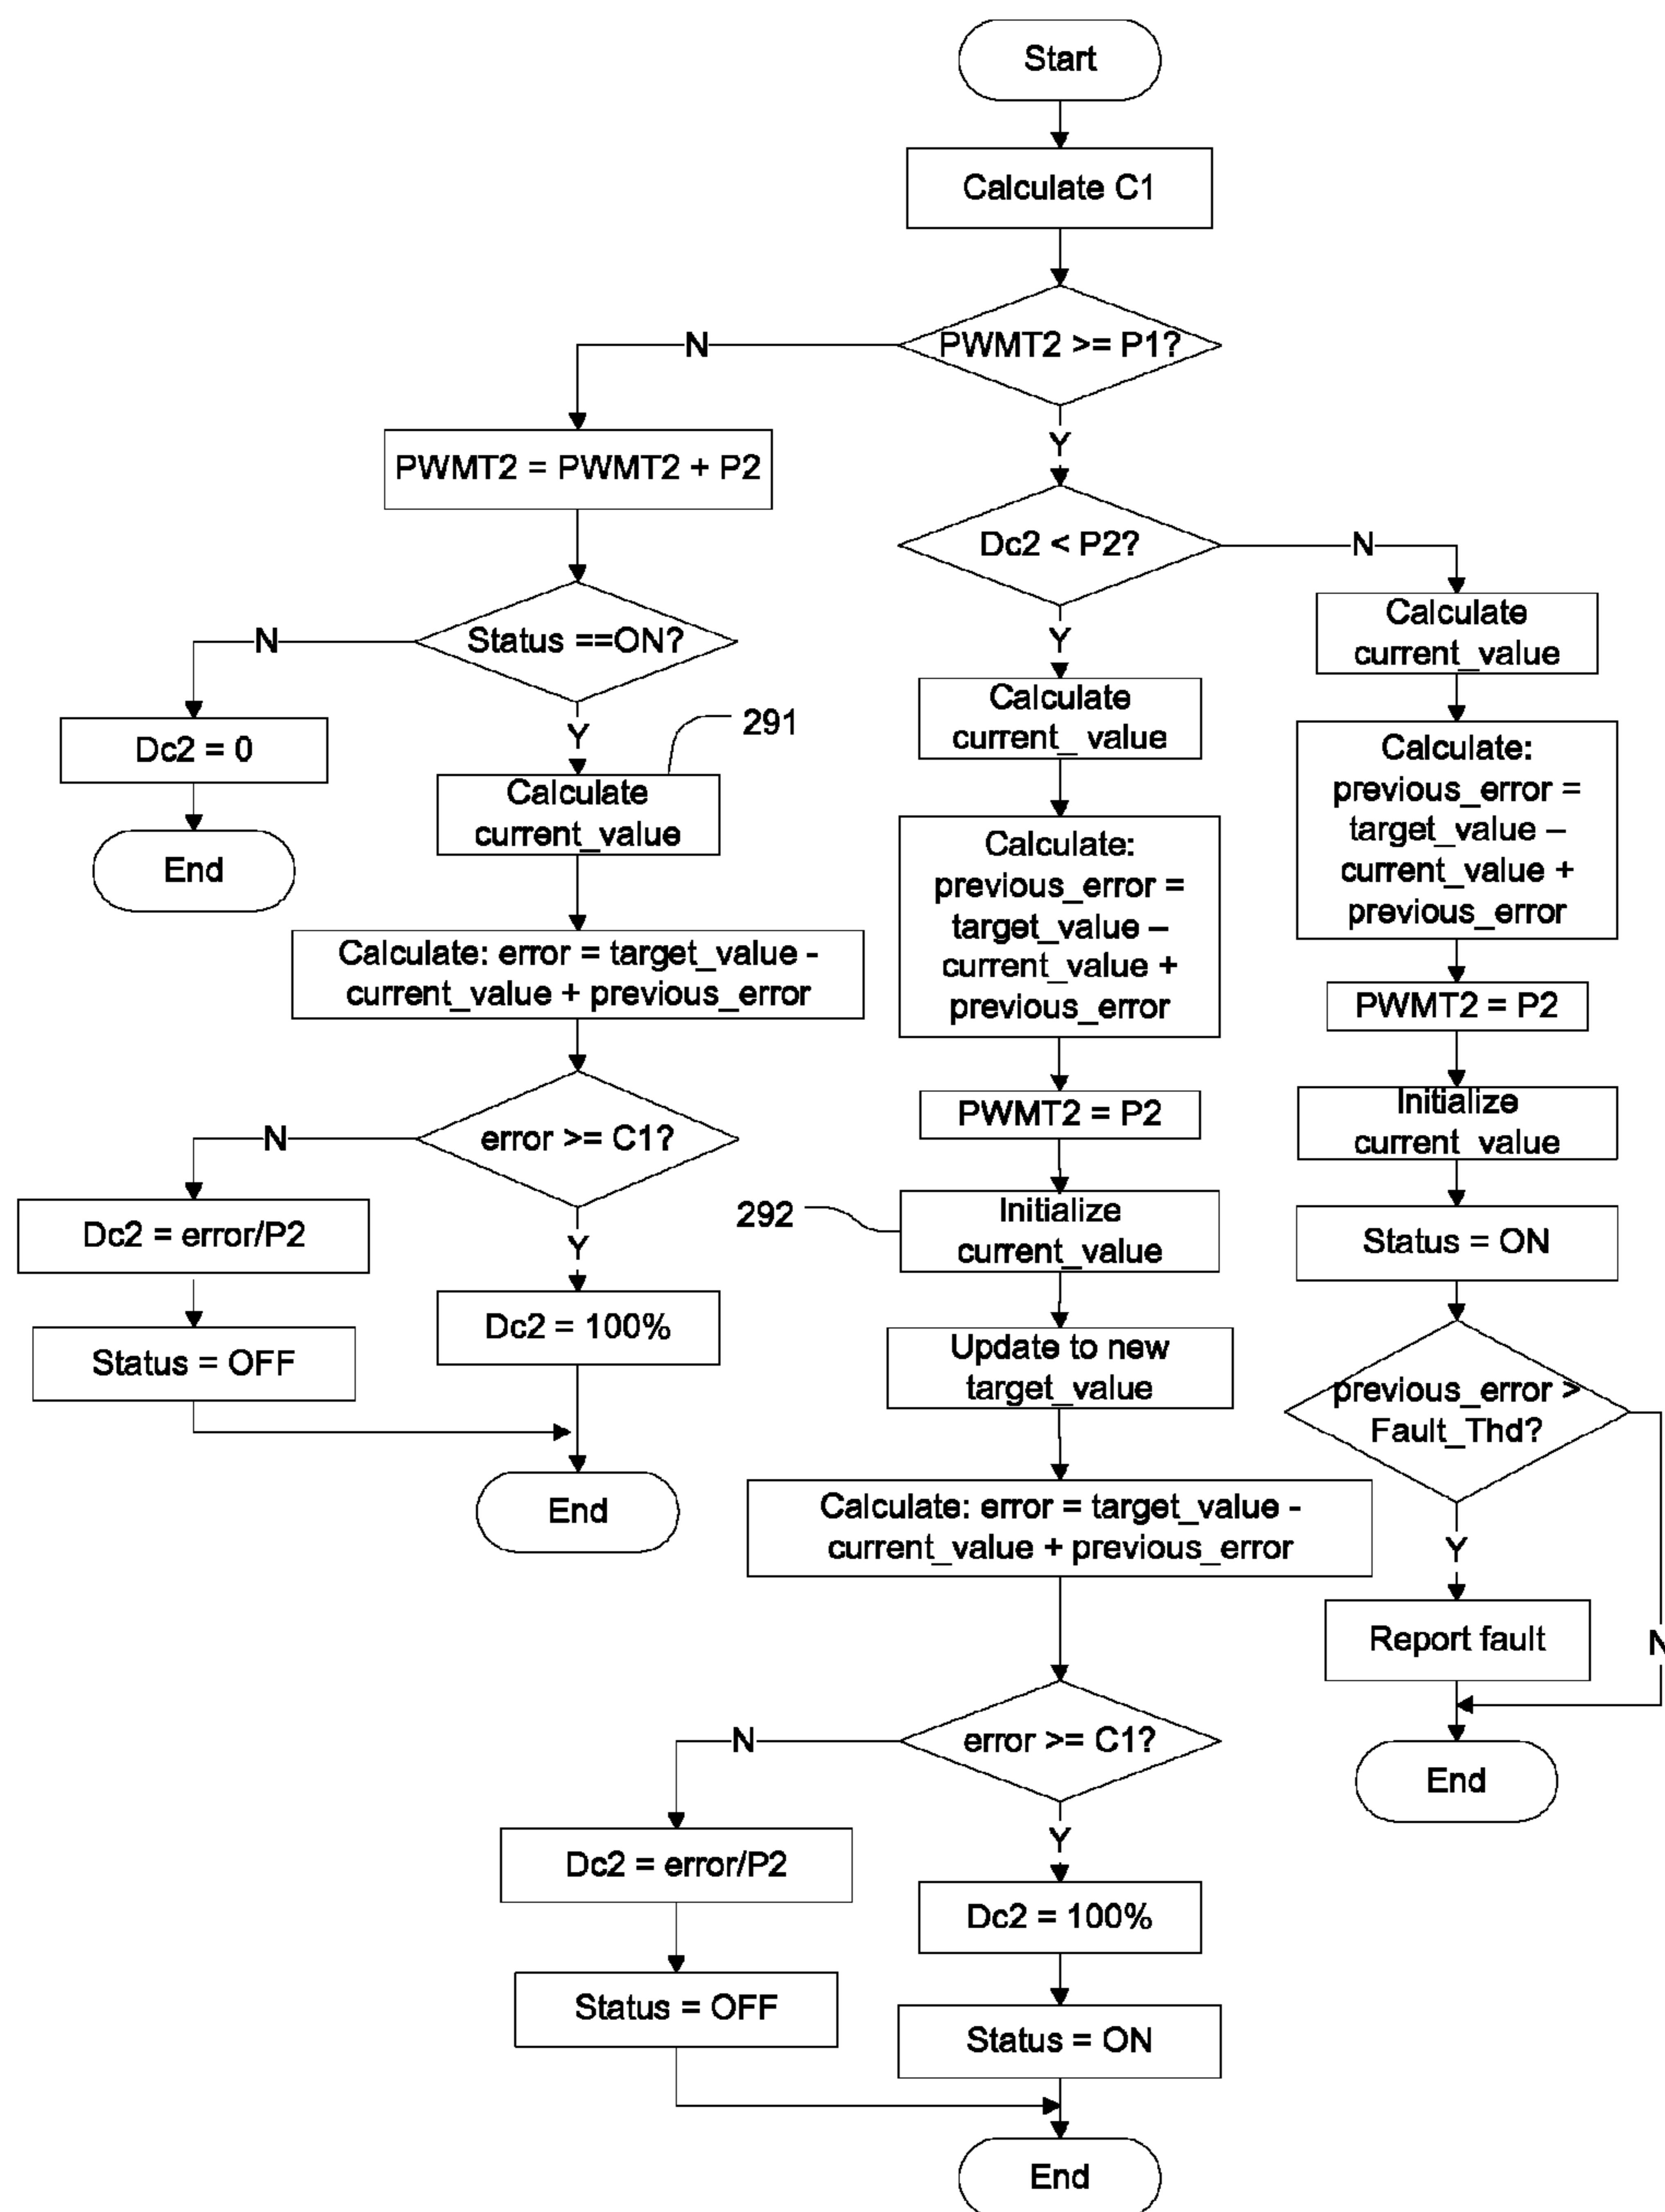 Start
Calculate C1
PWMT2 >= P1?
N
Y
PWMT2 = PWMT2 + P2
Status ==ON?
N
Y
Dc2 = 0
End
291
Calculate
current_value
Calculate: error = target_value -
current_value + previous_error
error >= C1?
N
Y
Dc2 = error/P2
Status = OFF
Dc2 = 100%
End
Dc2 < P2?
N
Y
Calculate
current_ value
Calculate:
previous_error =
target_value –
current_value +
previous_error
PWMT2 = P2
292
Initialize
current_value
Update to new
target_value
Calculate: error = target_value -
current_value + previous_error
error >= C1?
N
Y
Dc2 = error/P2
Status = OFF
Dc2 = 100%
Status = ON
End
Calculate
current_value
Calculate:
previous_error =
target_value –
current_value +
previous_error
PWMT2 = P2
Initialize
current_value
Status = ON
previous_error >
Fault_Thd?
Y
N
Report fault
End